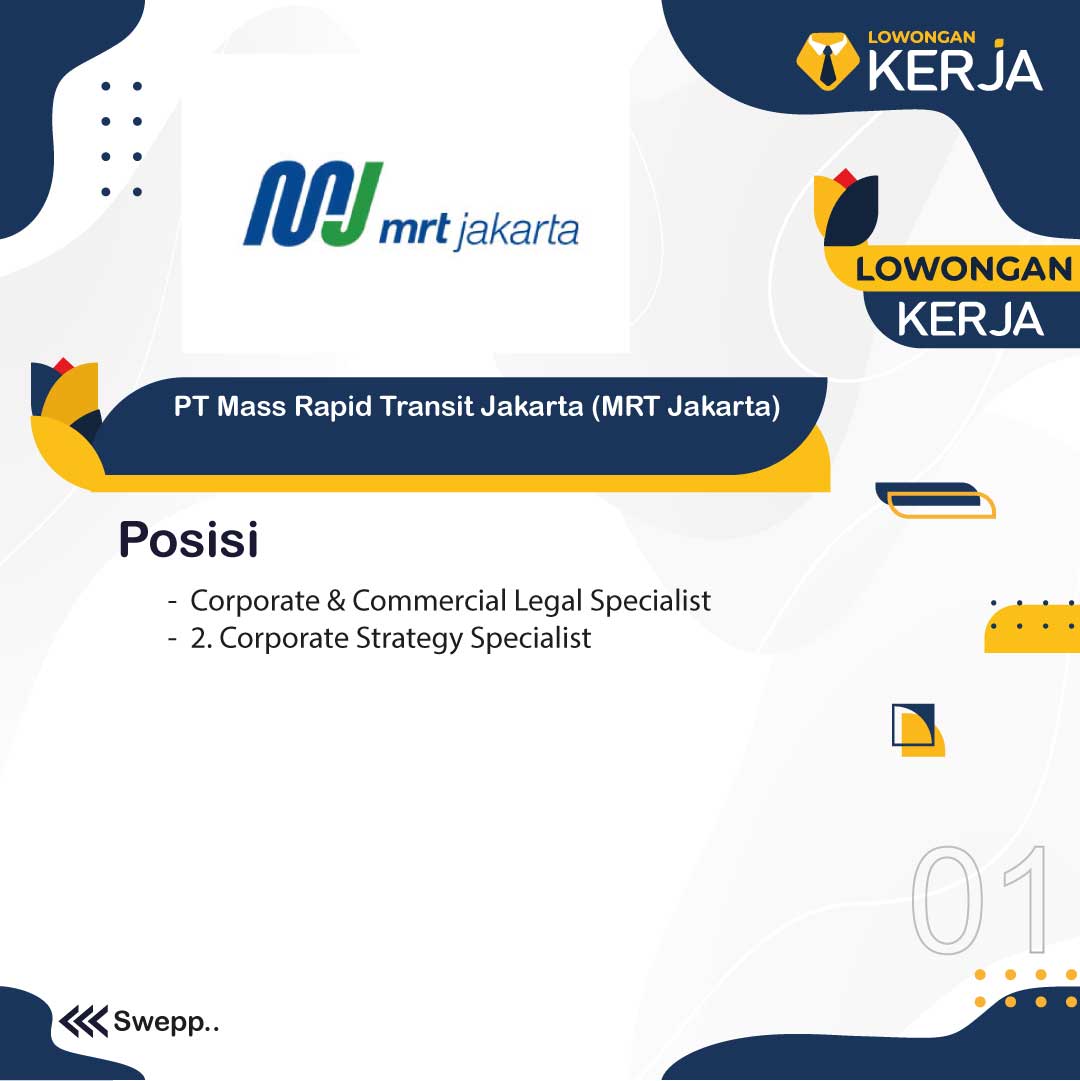 LOWONGAN
KERJA
mrt jakarta
LOWONGAN
KERJA
PT Mass Rapid Transit Jakarta (MRT Jakarta)
Posisi
- Corporate & Commercial Legal Specialist
- 2. Corporate Strategy Specialist
01
Swepp..